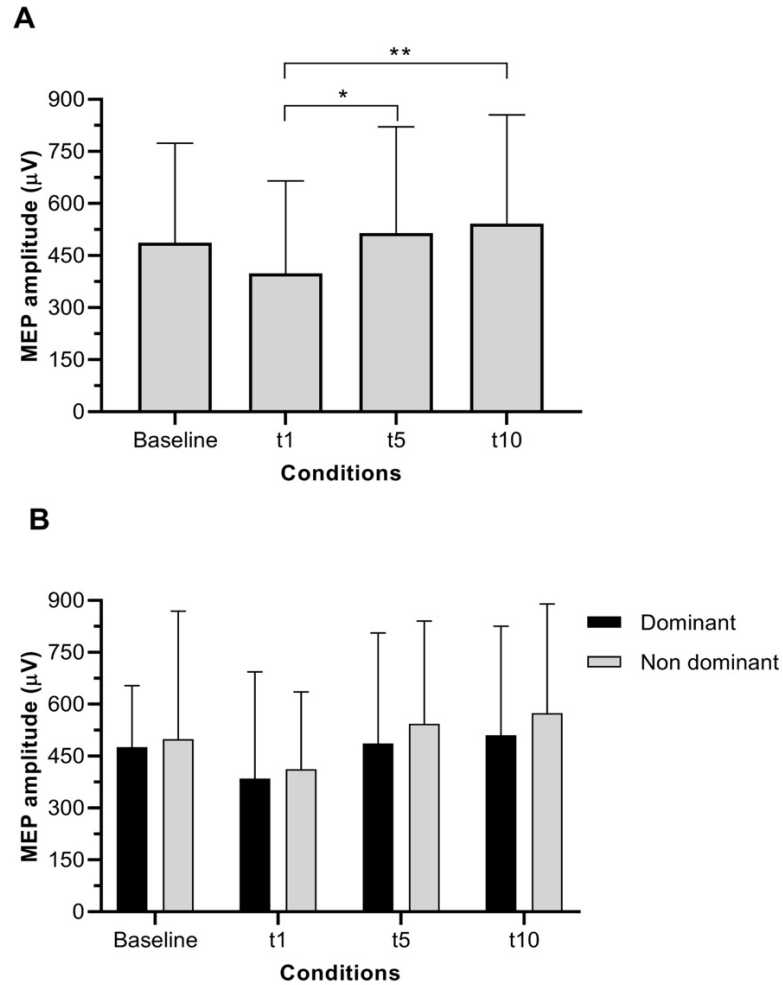 A
**
*
900
750
600
450
300
150
0
MEP amplitude (μV)
Baseline t1 t5 t10
Conditions
B
900
750
600
450
300
150
0
MEP amplitude (μV)
Baseline t1 t5 t10
Conditions
Dominant
Non dominant